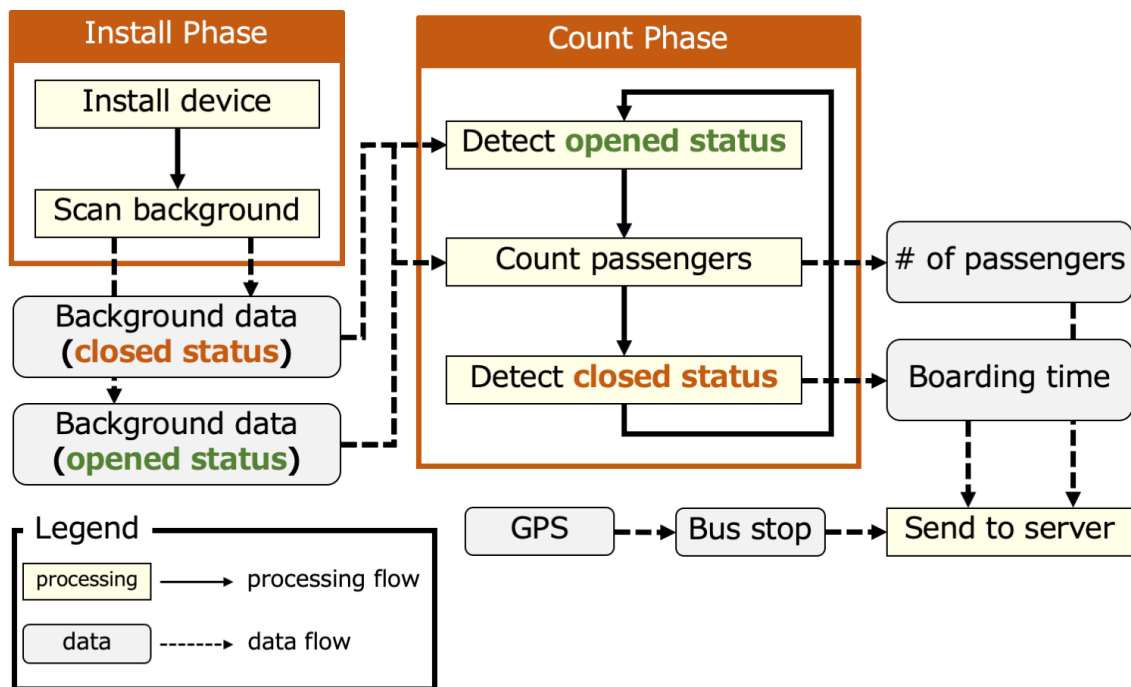 Install Phase
Install device
Scan background
Background data
(closed status)
Background data
(opened status)
Count Phase
Detect opened status
Count passengers
Detect closed status
# of passengers
Boarding time
GPS
Bus stop
Send to server
Legend
processing
processing flow
data
data flow